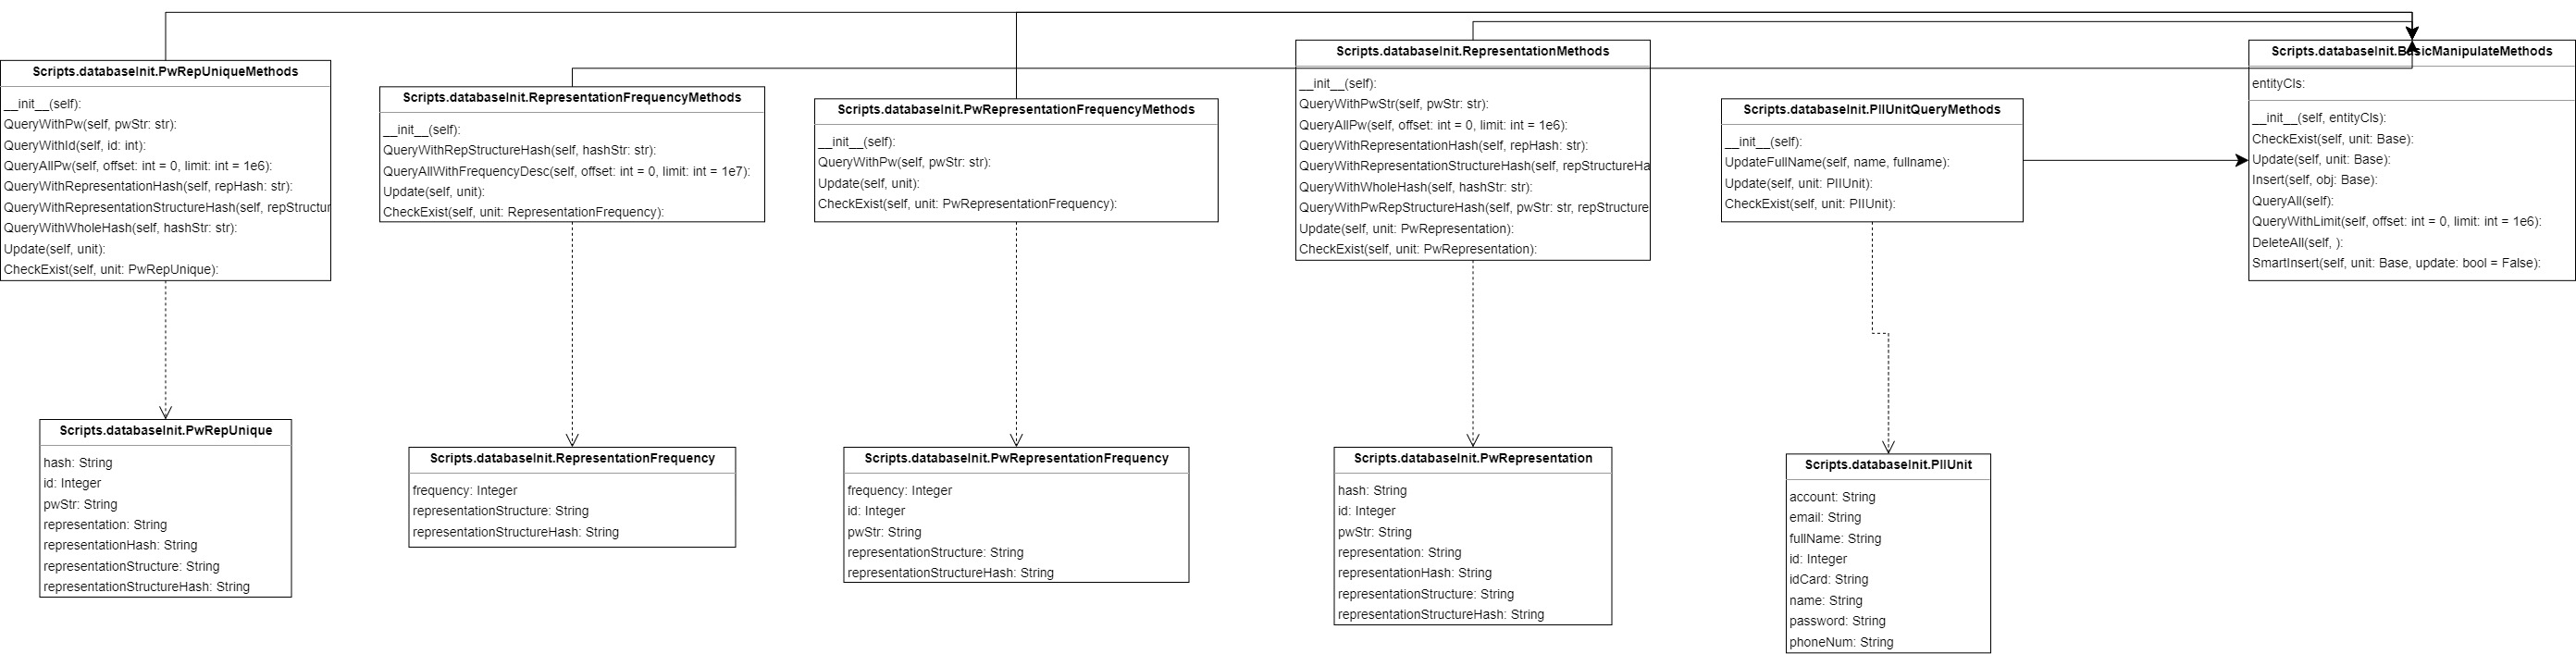 Scripts.databaseInit.PwRepUniqueMethods
__init__(self):
QueryWithPw(self, pwStr: str):
QueryWithId(self, id: int):
QueryAllPw(self, offset: int = 0, limit: int = 1e6):
QueryWithRepresentationHash(self, repHash: str):
QueryWithRepresentationStructureHash(self, repStructur
QueryWithWholeHash(self, hashStr: str):
Update(self, unit):
CheckExist(self, unit: PwRepUnique):
Scripts.databaseInit.RepresentationFrequencyMethods
__init__(self):
QueryWithRepStructureHash(self, hashStr: str):
QueryAllWithFrequencyDesc(self, offset: int = 0, limit: int = 1e7):
Update(self, unit):
CheckExist(self, unit: RepresentationFrequency):
Scripts.databaseInit.PwRepresentationFrequencyMethods
__init__(self):
QueryWithPw(self, pwStr: str):
Update(self, unit):
CheckExist(self, unit: PwRepresentationFrequency):
Scripts.databaseInit.RepresentationMethods
__init__(self):
QueryWithPwStr(self, pwStr: str):
QueryAllPw(self, offset: int = 0, limit: int = 1e6):
QueryWithRepresentationHash(self, repHash: str):
QueryWithRepresentationStructureHash(self, repStructureHa
QueryWithWholeHash(self, hashStr: str):
QueryWithPwRepStructureHash(self, pwStr: str, repStructure
Update(self, unit: PwRepresentation):
CheckExist(self, unit: PwRepresentation):
Scripts.databaseInit.PIIUnitQueryMethods
__init__(self):
UpdateFullName(self, name, fullname):
Update(self, unit: PIIUnit):
CheckExist(self, unit: PIIUnit):
Scripts.databaseInit.BasicManipulateMethods
entityCls:
__init__(self, entityCls):
CheckExist(self, unit: Base):
Update(self, unit: Base):
Insert(self, obj: Base):
QueryAll(self):
QueryWithLimit(self, offset: int = 0, limit: int = 1e6):
DeleteAll(self, ):
SmartInsert(self, unit: Base, update: bool = False):
Scripts.databaseInit.PwRepUnique
hash: String
id: Integer
pwStr: String
representation: String
representationHash: String
representationStructure: String
representationStructureHash: String
Scripts.databaseInit.RepresentationFrequency
frequency: Integer
representationStructure: String
representationStructureHash: String
Scripts.databaseInit.PwRepresentationFrequency
frequency: Integer
id: Integer
pwStr: String
representationStructure: String
representationStructureHash: String
Scripts.databaseInit.PwRepresentation
hash: String
id: Integer
pwStr: String
representation: String
representationHash: String
representationStructure: String
representationStructureHash: String
Scripts.databaseInit.PIIUnit
account: String
email: String
fullName: String
id: Integer
idCard: String
name: String
password: String
phoneNum: String